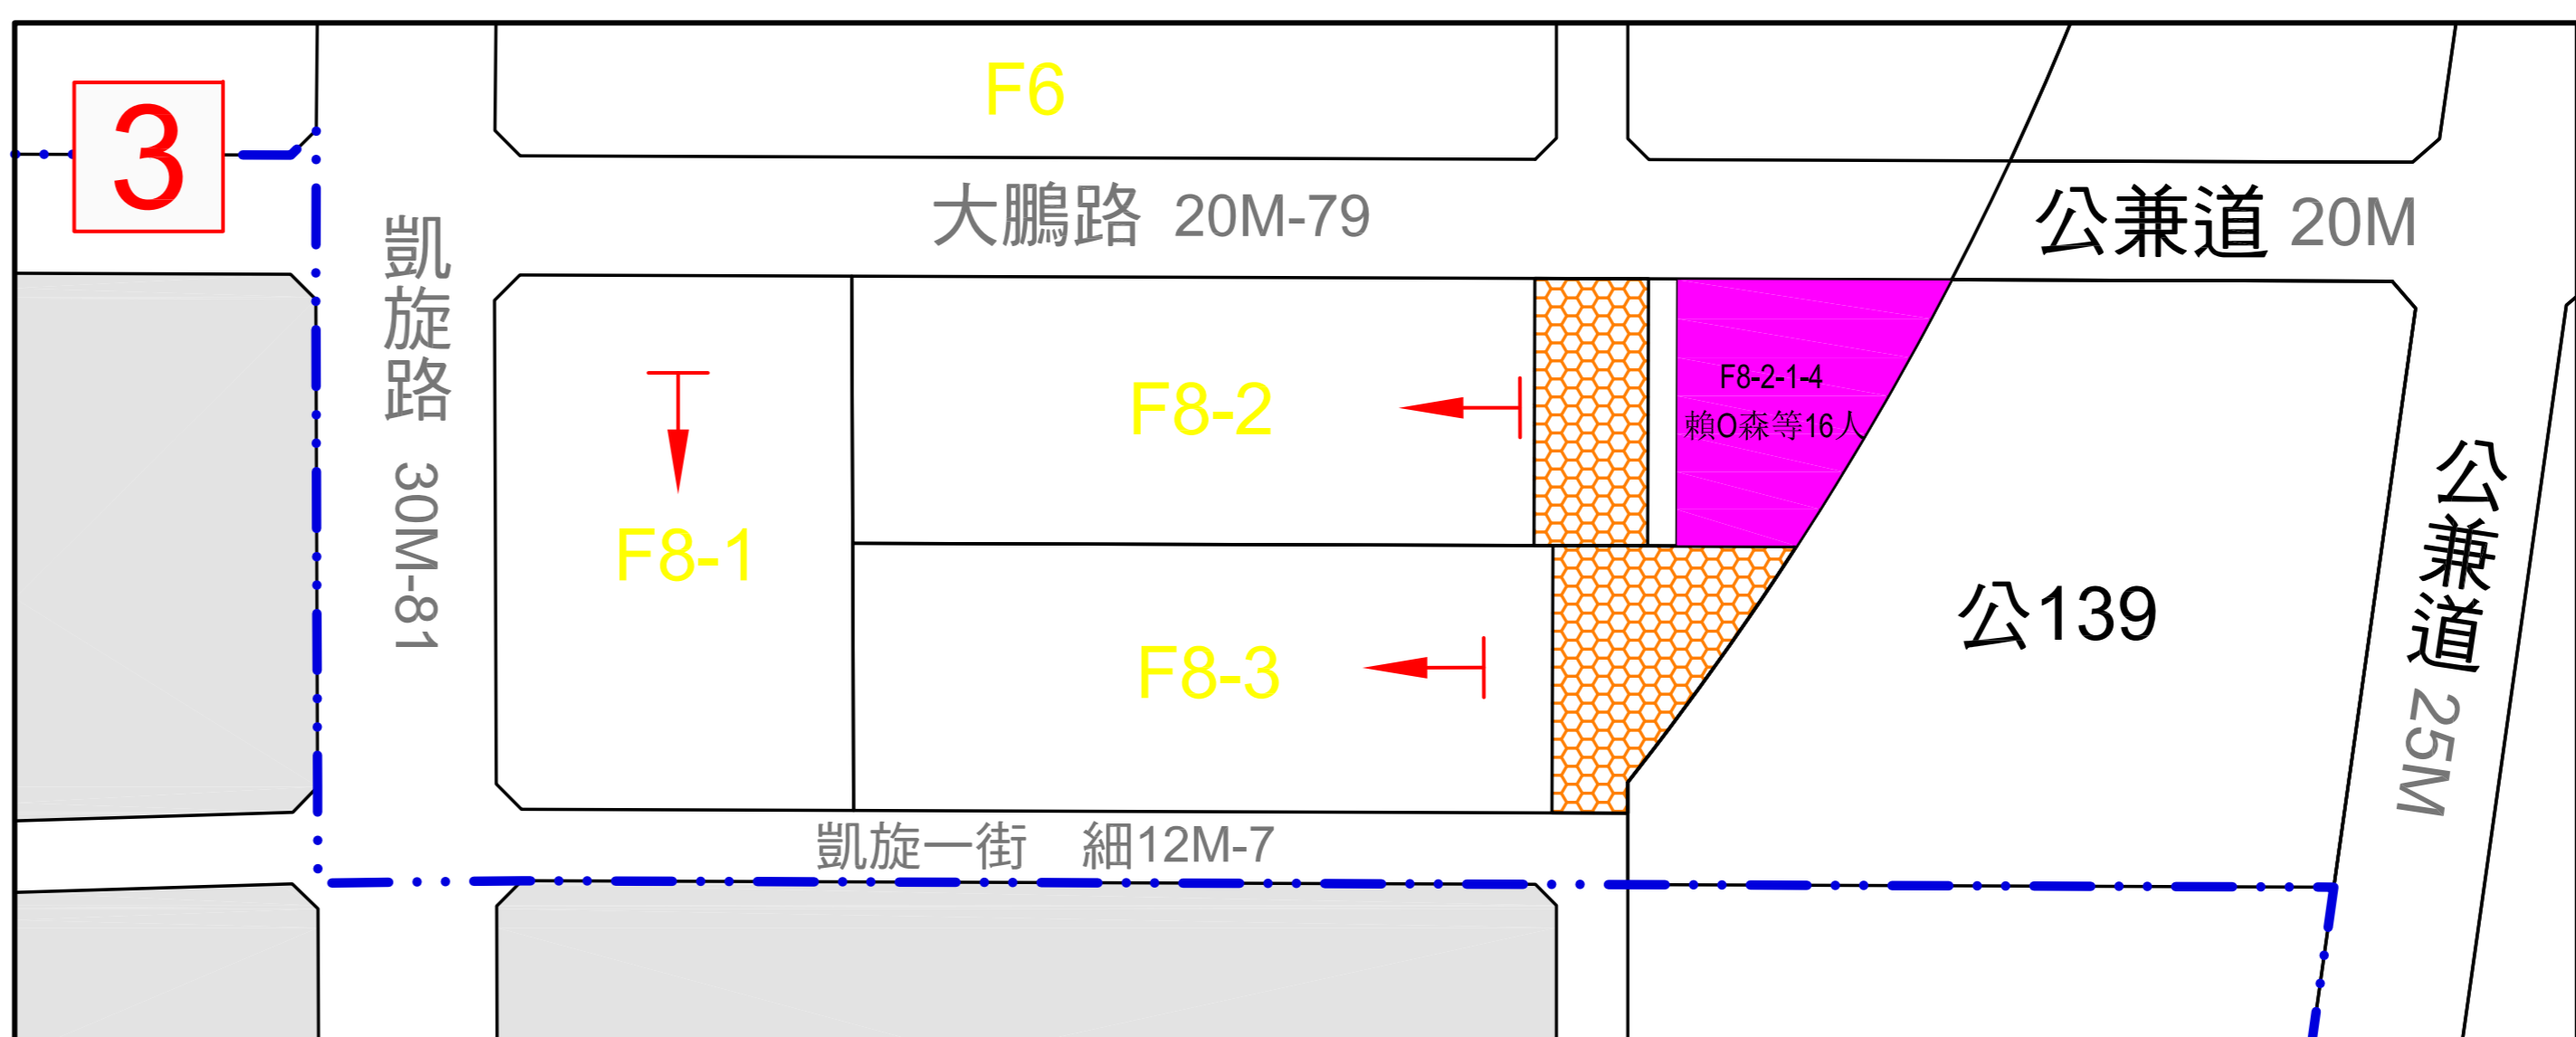 F6
3
大鵬路 20M-79
公兼道 20M
凱旋路 30M-81
F8-2-1-4
賴O森等16人
F8-2
F8-1
公兼道 25M
公139
F8-3
凱旋一街 細12M-7